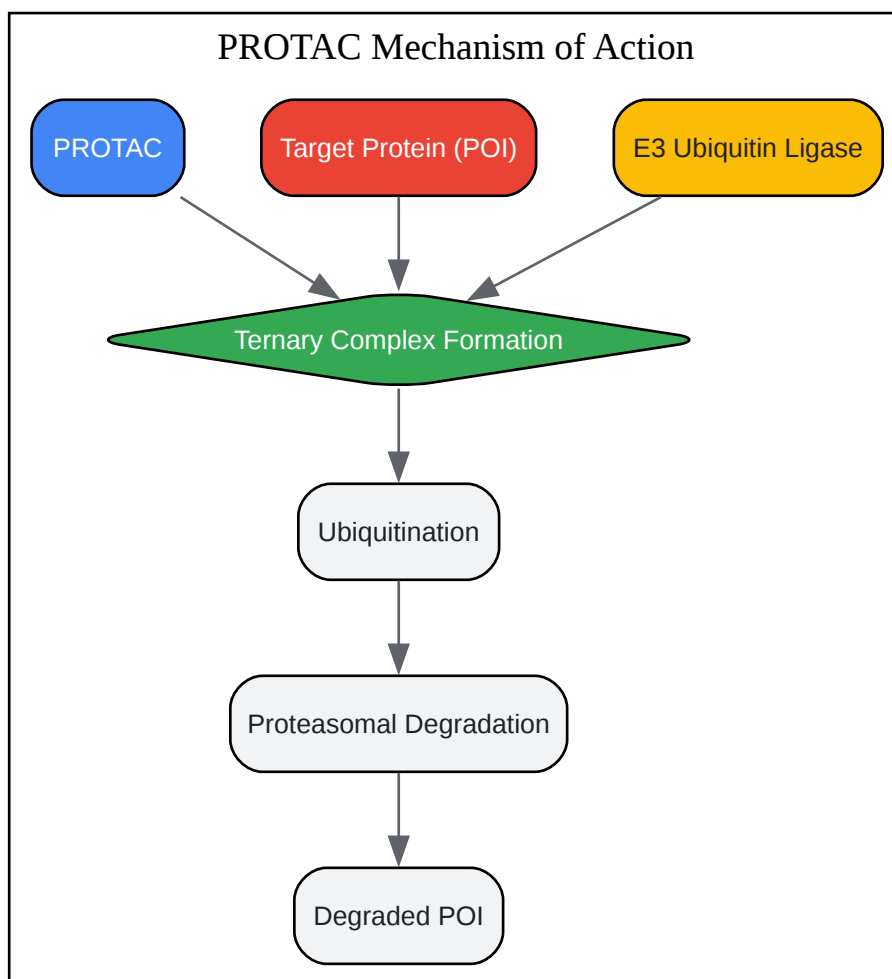 PROTAC Mechanism of Action
PROTAC
Target Protein (POI)
E3 Ubiquitin Ligase
Ternary Complex Formation
Ubiquitination
Proteasomal Degradation
Degraded POI